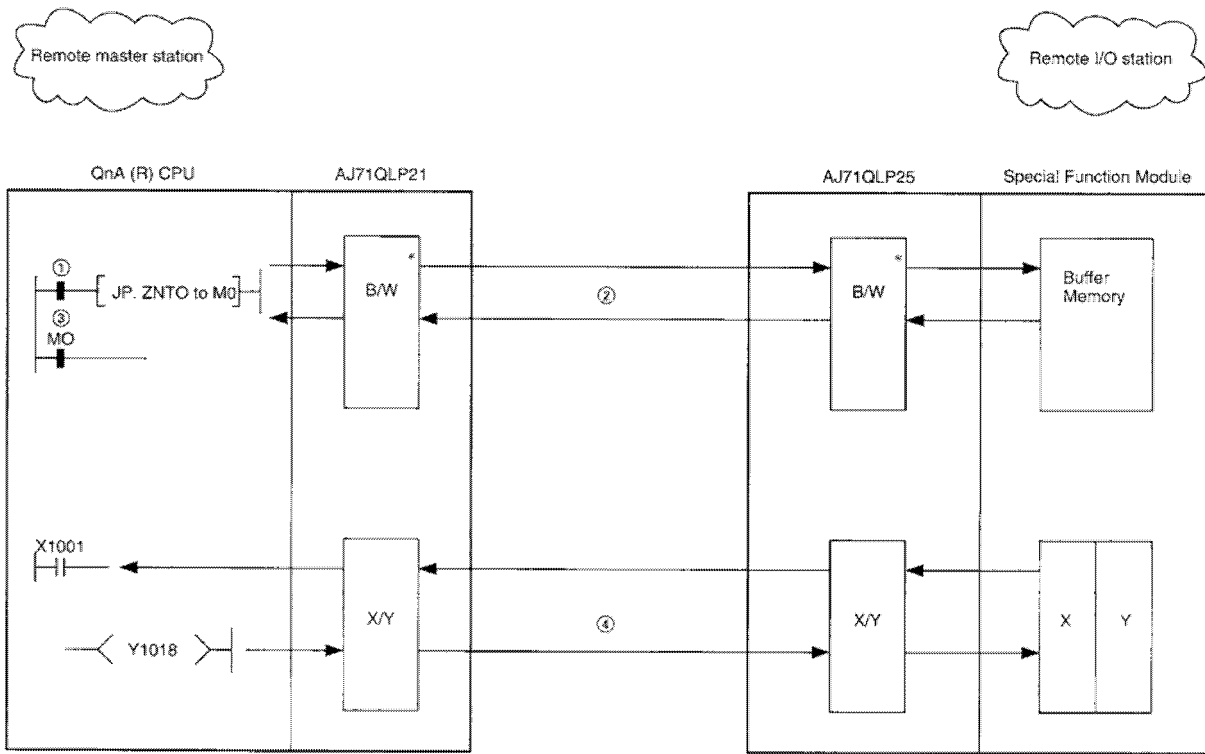 Remote master station
Remote I/O station
QnA (R) CPU
AJ71QLP21
AJ71QLP25
Special Function Module
①
JP. ZNTO to M0
③
MO
*
B/W
②
*
B/W
Buffer
Memory
X1001
Y1018
X/Y
④
X/Y
X
Y